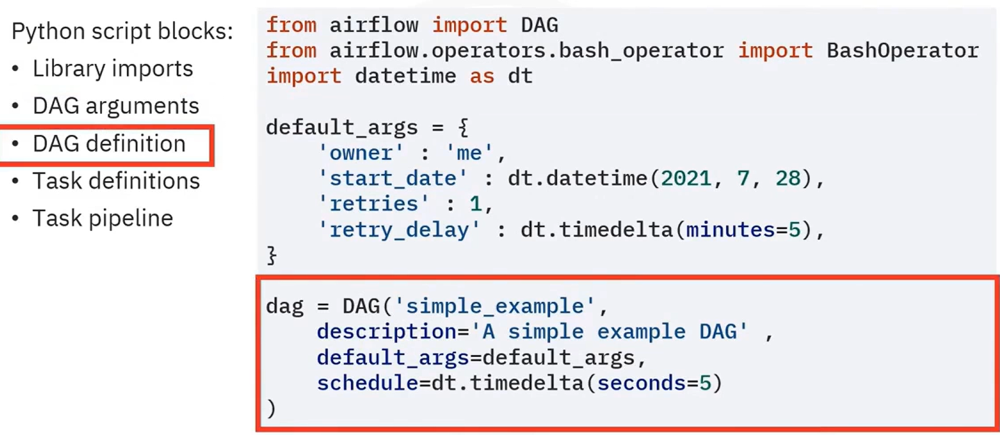 Python script blocks:
• Library imports
• DAG arguments
• DAG definition
• Task definitions
• Task pipeline
from airflow import DAG
from airflow.operators.bash_operator import BashOperator
import datetime as dt
default_args = {
    'owner' : 'me',
    'start_date' : dt.datetime(2021, 7, 28),
    'retries' : 1,
    'retry_delay' : dt.timedelta(minutes=5),
}
dag = DAG('simple_example',
    description='A simple example DAG' ,
    default_args=default_args,
    schedule=dt.timedelta(seconds=5)
)